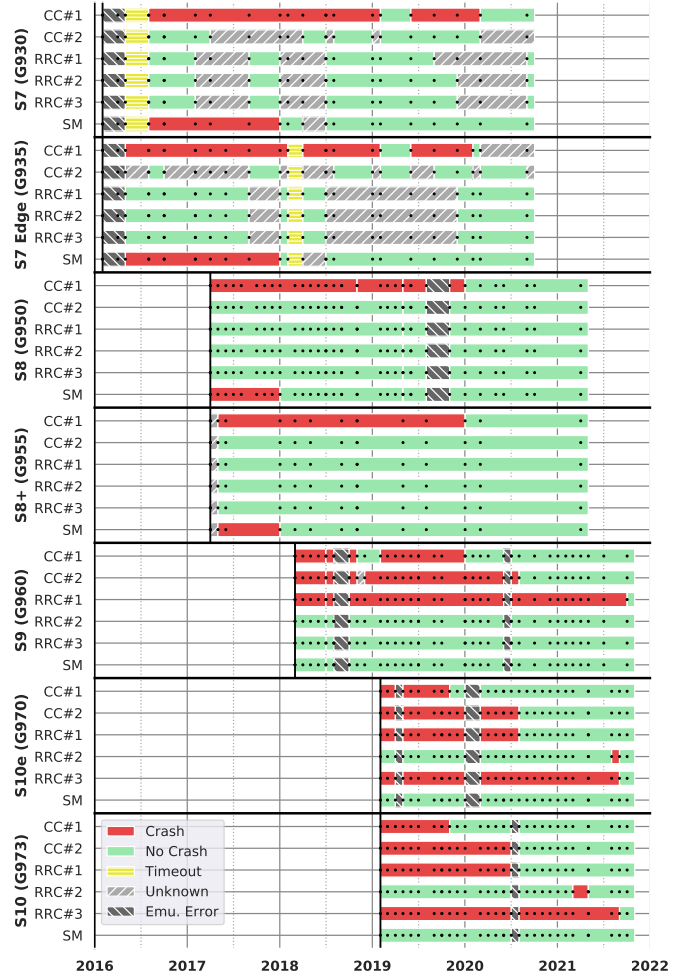 S7 (G930)
CC#1
CC#2
RRC#1
RRC#2
RRC#3
SM
S7 Edge (G935)
CC#1
CC#2
RRC#1
RRC#2
RRC#3
SM
S8 (G950)
CC#1
CC#2
RRC#1
RRC#2
RRC#3
SM
S8+ (G955)
CC#1
CC#2
RRC#1
RRC#2
RRC#3
SM
S9 (G960)
CC#1
CC#2
RRC#1
RRC#2
RRC#3
SM
S10e (G970)
CC#1
CC#2
RRC#1
RRC#2
RRC#3
SM
S10 (G973)
CC#1
CC#2
RRC#1
RRC#2
RRC#3
SM
Crash
No Crash
Timeout
Unknown
Emu. Error
2016 2017 2018 2019 2020 2021 2022